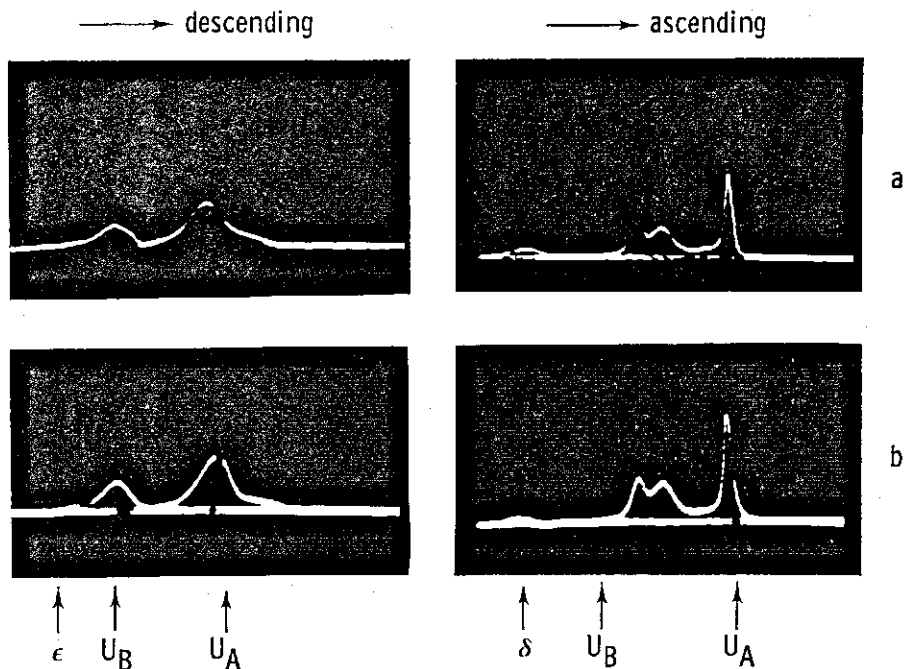 → descending → ascending
a
b
ϵ U_B U_A δ U_B U_A